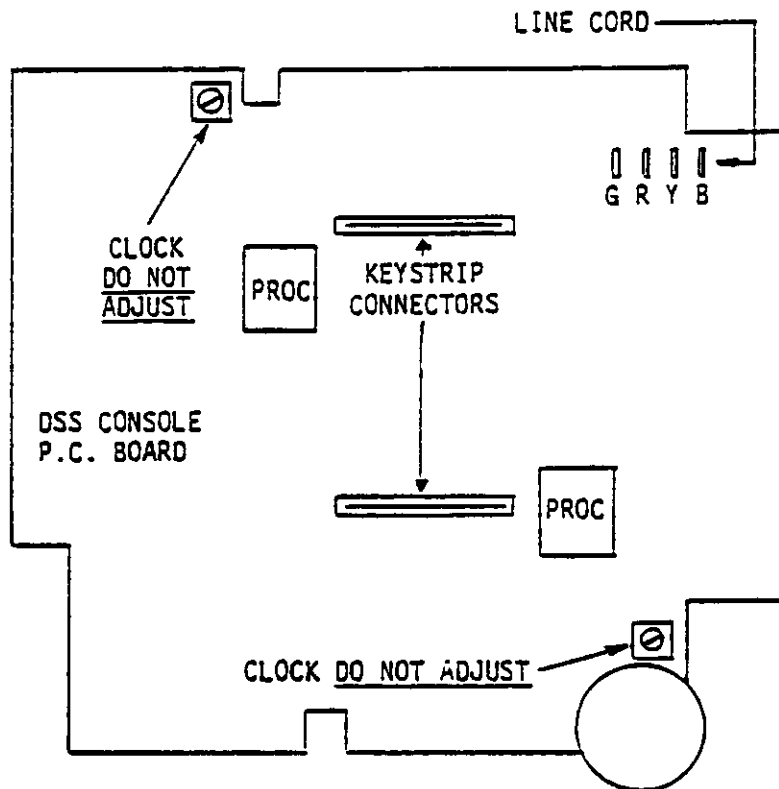 LINE CORD
G R Y B
CLOCK
DO NOT
ADJUST
PROC
KEYSTRIP
CONNECTORS
DSS CONSOLE
P.C. BOARD
PROC
CLOCK DO NOT ADJUST